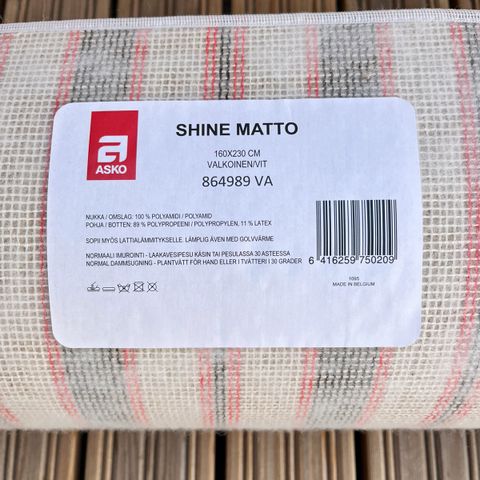 ASKO
SHINE MATTO
160X230 CM
VALKOINEN/VIT
864989 VA
NUKKA / OMSLAG: 100 % POLYAMIDI / POLYAMID
POHJA / BOTTEN: 89 % POLYPROPEENI / POLYPROPYLEN, 11 % LATEX
SOPII MYÖS LATTIALÄMMITYKSELLE. LÄMPLIG ÄVEN MED GOLVVÄRME
NORMAALI IMUROINTI - LAAKAVESIPESU KÄSIN TAI PESULASSA 30 ASTEESSA
NORMAL DAMMSUGNING - PLANTVÄTT FÖR HAND ELLER I TVÄTTERI I 30 GRADER
6 416259 750209
1095
MADE IN BELGIUM